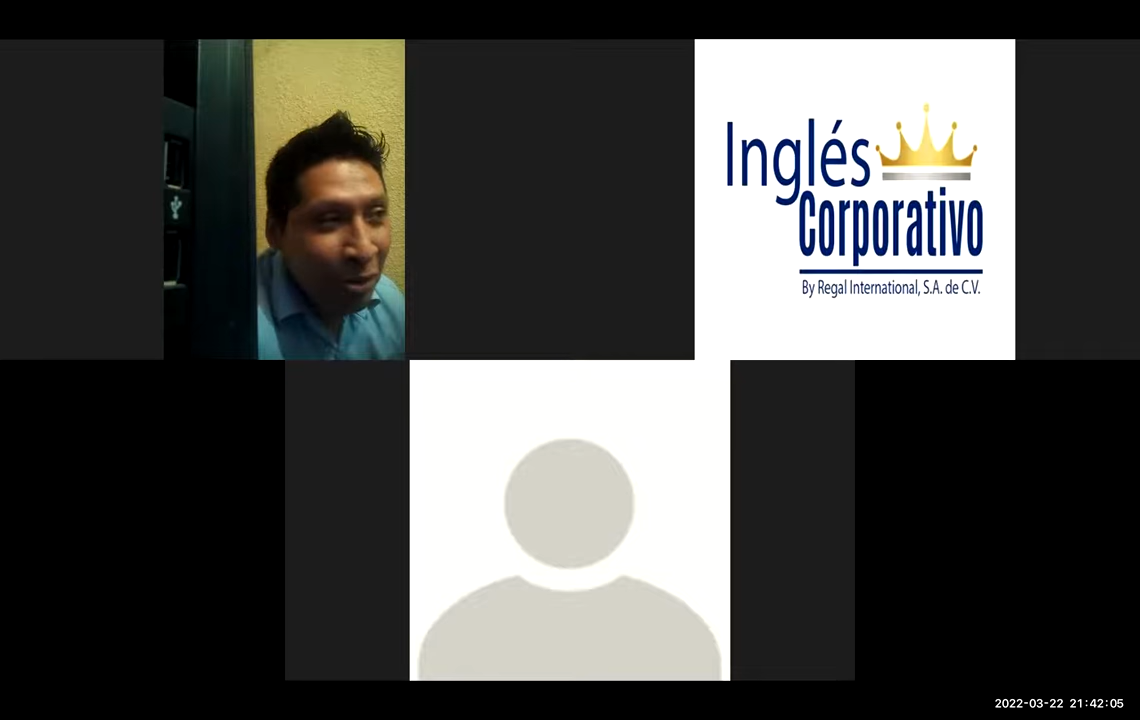 Inglés
Corporativo
By Regal International, S.A. de C.V.
2022-03-22 21:42:05